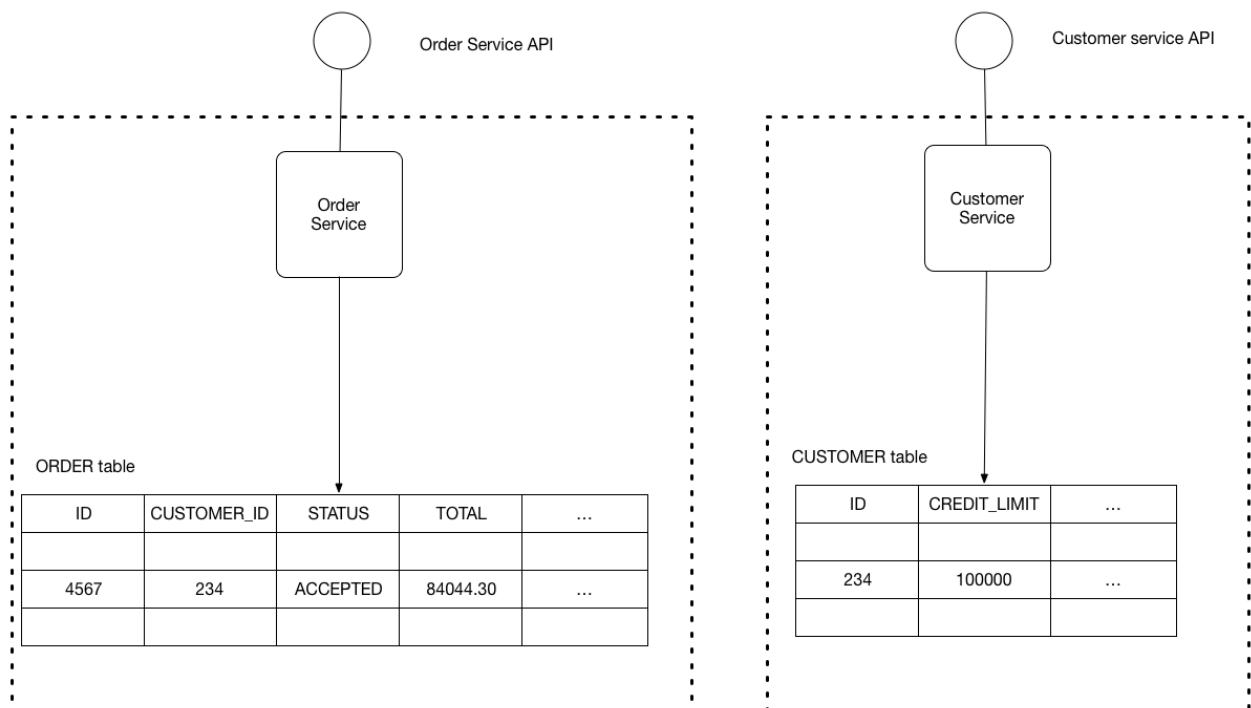 Order Service API
Customer service API
Order
Service
Customer
Service
ORDER table
ID CUSTOMER_ID STATUS TOTAL ...
4567 234 ACCEPTED 84044.30 ...
CUSTOMER table
ID CREDIT_LIMIT ...
234 100000 ...